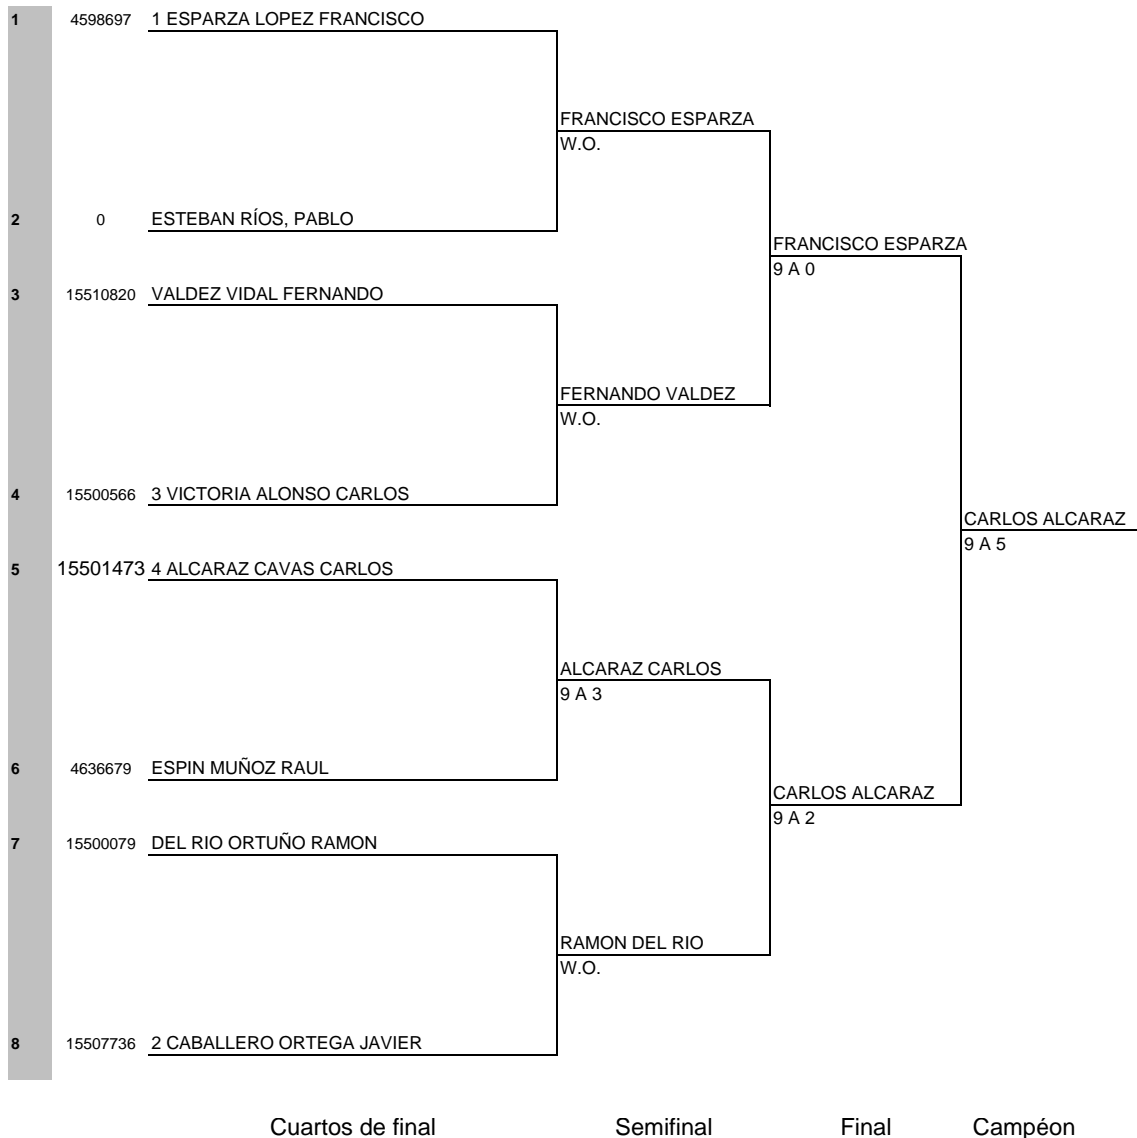 1 4598697 1 ESPARZA LOPEZ FRANCISCO
FRANCISCO ESPARZA
W.O.
2 0 ESTEBAN RÍOS, PABLO
FRANCISCO ESPARZA
9 A 0
3 15510820 VALDEZ VIDAL FERNANDO
FERNANDO VALDEZ
W.O.
4 15500566 3 VICTORIA ALONSO CARLOS
CARLOS ALCARAZ
9 A 5
5 15501473 4 ALCARAZ CAVAS CARLOS
ALCARAZ CARLOS
9 A 3
6 4636679 ESPIN MUÑOZ RAUL
CARLOS ALCARAZ
9 A 2
7 15500079 DEL RIO ORTUÑO RAMON
RAMON DEL RIO
W.O.
8 15507736 2 CABALLERO ORTEGA JAVIER
Cuartos de final Semifinal Final Campéon